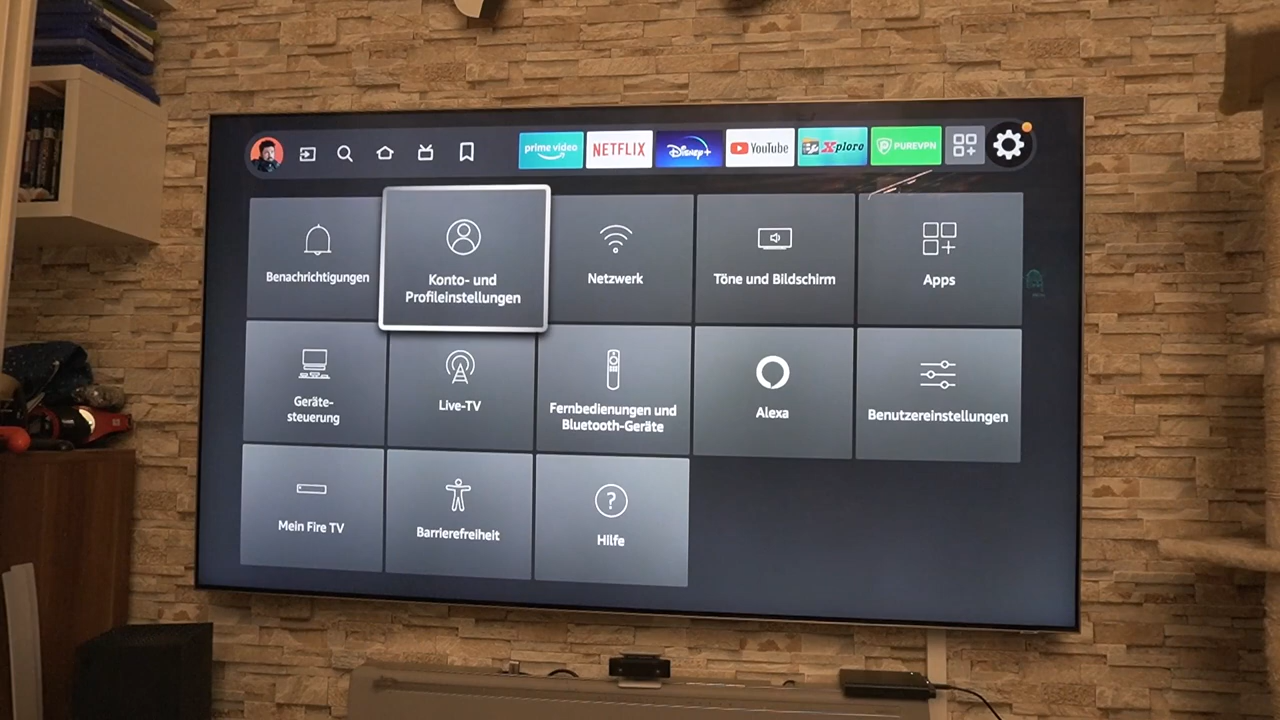 prime video
NETFLIX
Disney+
YouTube
Xplore
PUREVPN
Benachrichtigungen
Konto- und
Profileinstellungen
Netzwerk
Töne und Bildschirm
Apps
Geräte-
steuerung
Live-TV
Fernbedienungen und
Bluetooth-Geräte
Alexa
Benutzereinstellungen
Mein Fire TV
Barrierefreiheit
?
Hilfe